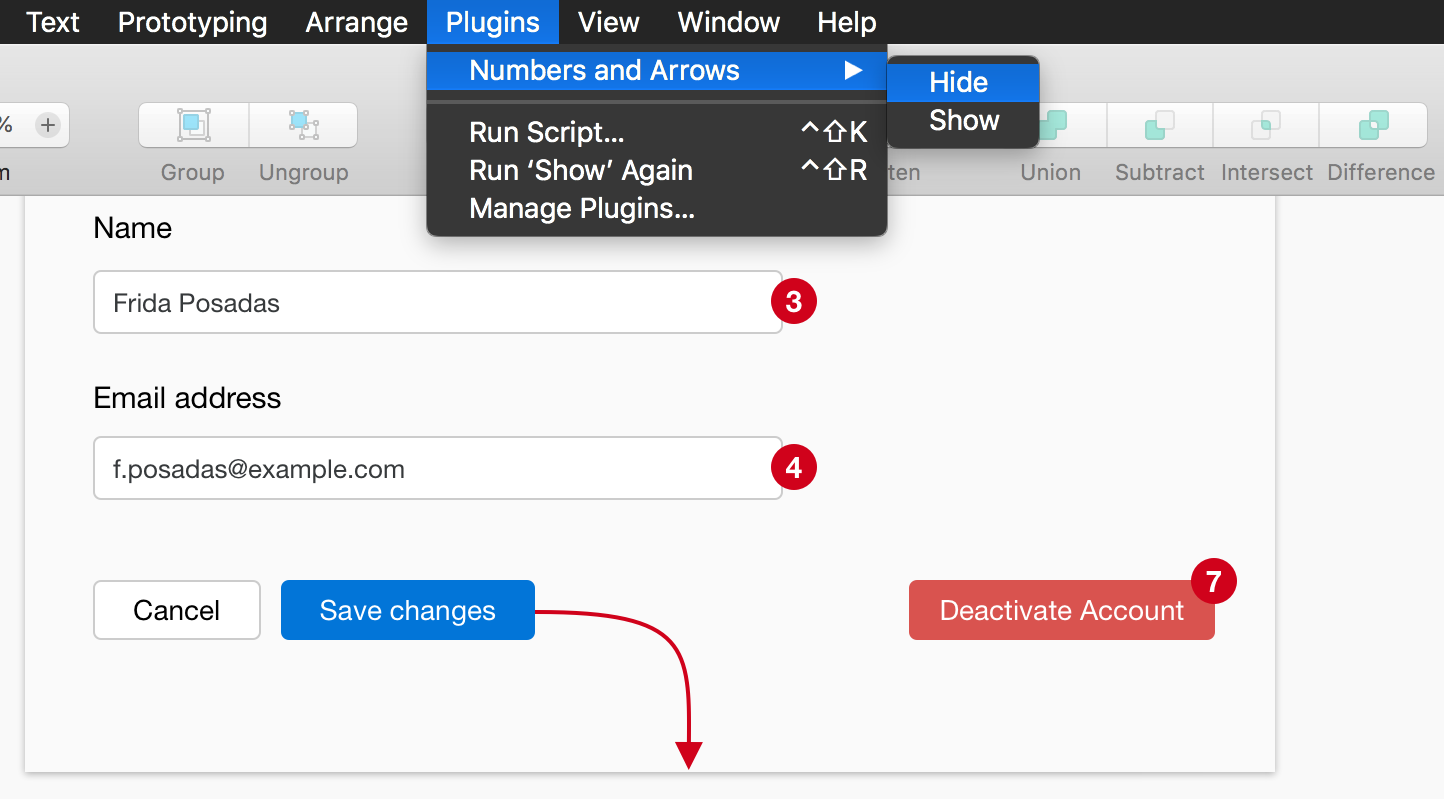 Text Prototyping Arrange Plugins View Window Help
Numbers and Arrows
Hide
Show
Run Script... ^⇧K
Run ‘Show’ Again ^⇧R
Manage Plugins...
% +
m Group Ungroup ten Union Subtract Intersect Difference
Name
Frida Posadas 3
Email address
f.posadas@example.com 4
Cancel Save changes Deactivate Account 7